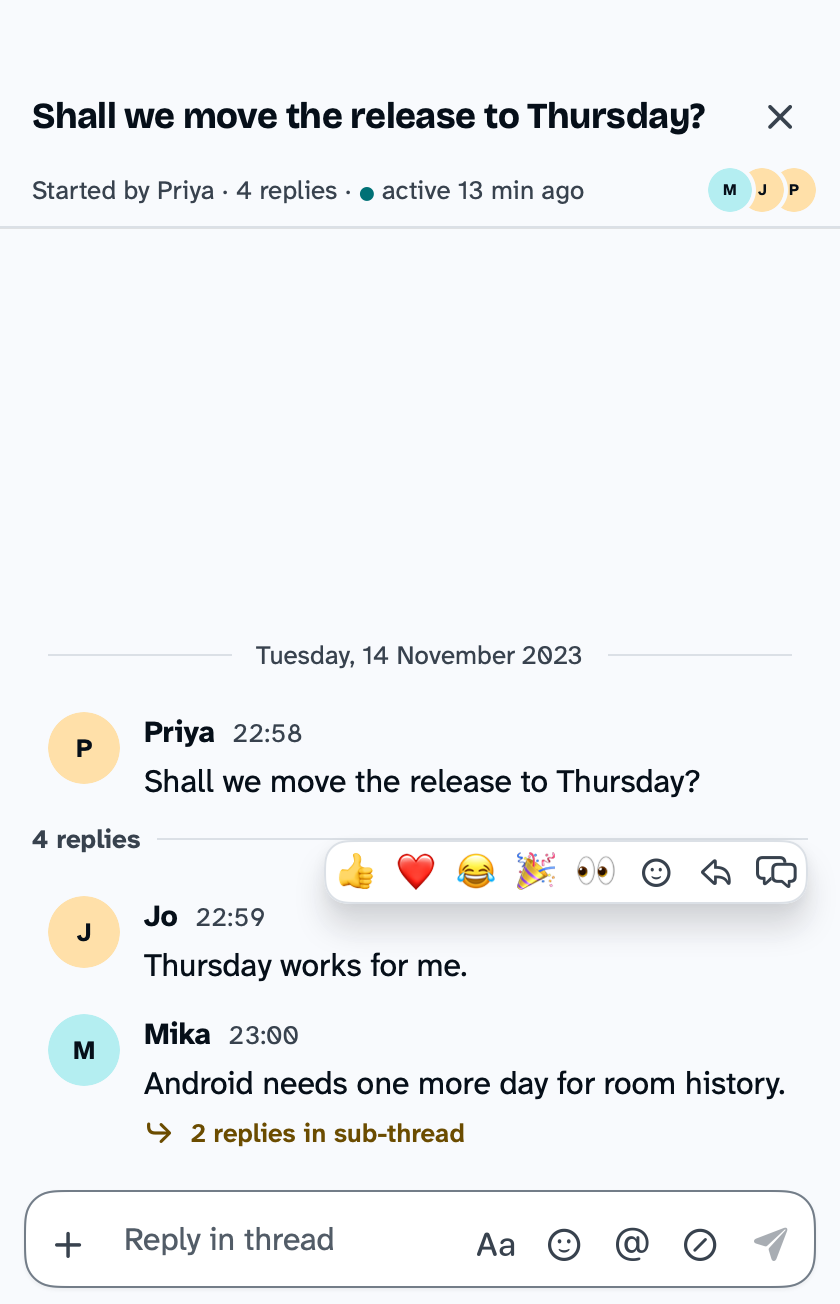 Shall we move the release to Thursday?
Started by Priya · 4 replies · active 13 min ago
M J P
Tuesday, 14 November 2023
P
Priya 22:58
Shall we move the release to Thursday?
4 replies
J
Jo 22:59
Thursday works for me.
M
Mika 23:00
Android needs one more day for room history.
2 replies in sub-thread
Reply in thread Aa @